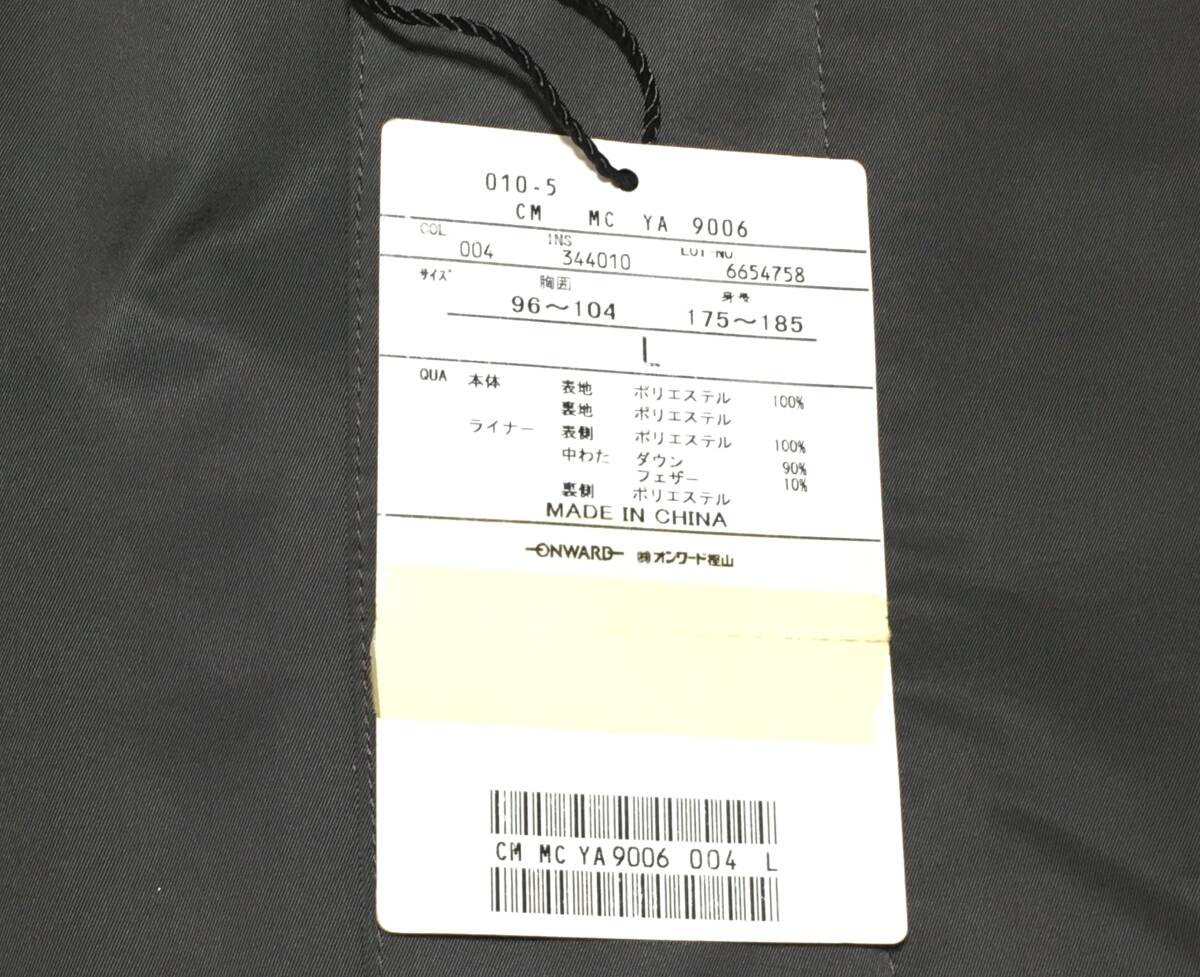 010-5
CM MC YA 9006
COL 004 INS 344010 LOT NO 6654758
サイズ 胸囲 身長
96～104 175～185
L
QUA 本体 表地 ポリエステル 100%
裏地 ポリエステル
ライナー 表側 ポリエステル 100%
中わた ダウン 90%
フェザー 10%
裏側 ポリエステル
MADE IN CHINA
ONWARD ㈱オンワード樫山
CM MC YA9006 004 L